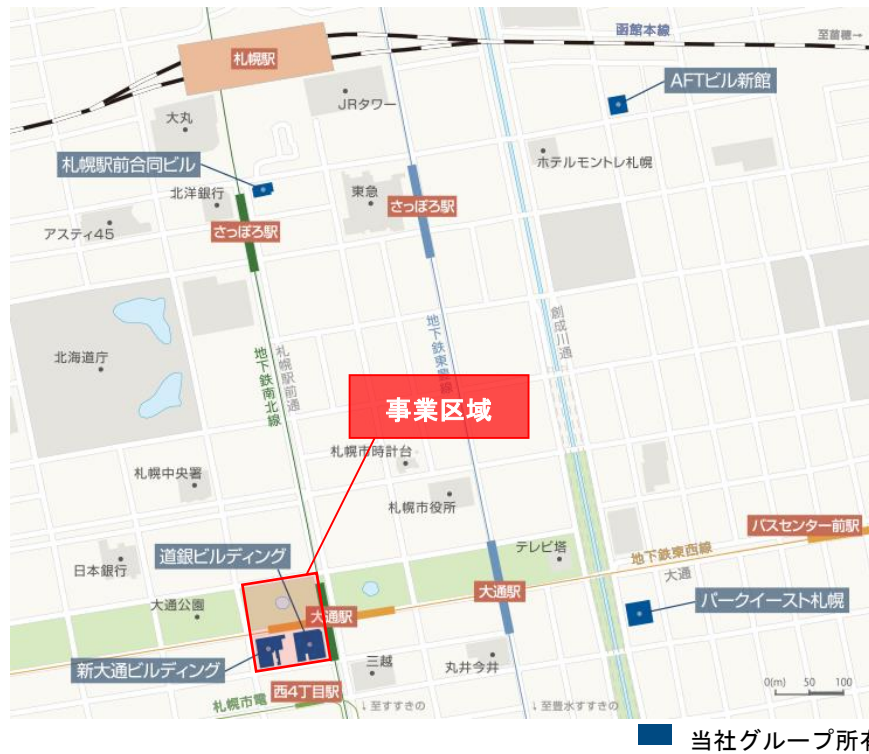 函館本線
至苗穂→
札幌駅
AFTビル新館
JRタワー
大丸
ホテルモントレ札幌
札幌駅前合同ビル
北洋銀行
東急
さっぽろ駅
アスティ45
さっぽろ駅
創成川通
地下鉄東豊線
北海道庁
地下鉄南北線
札幌駅前通
事業区域
札幌市時計台
札幌中央署
札幌市役所
バスセンター前駅
テレビ塔
地下鉄東西線
道銀ビルディング
日本銀行
大通
大通駅
パークイースト札幌
大通公園
大通駅
新大通ビルディング
三越
丸井今井
西4丁目駅
0(m) 50 100
札幌市電
↓至すすきの
↓至豊水すすきの
当社グループ所